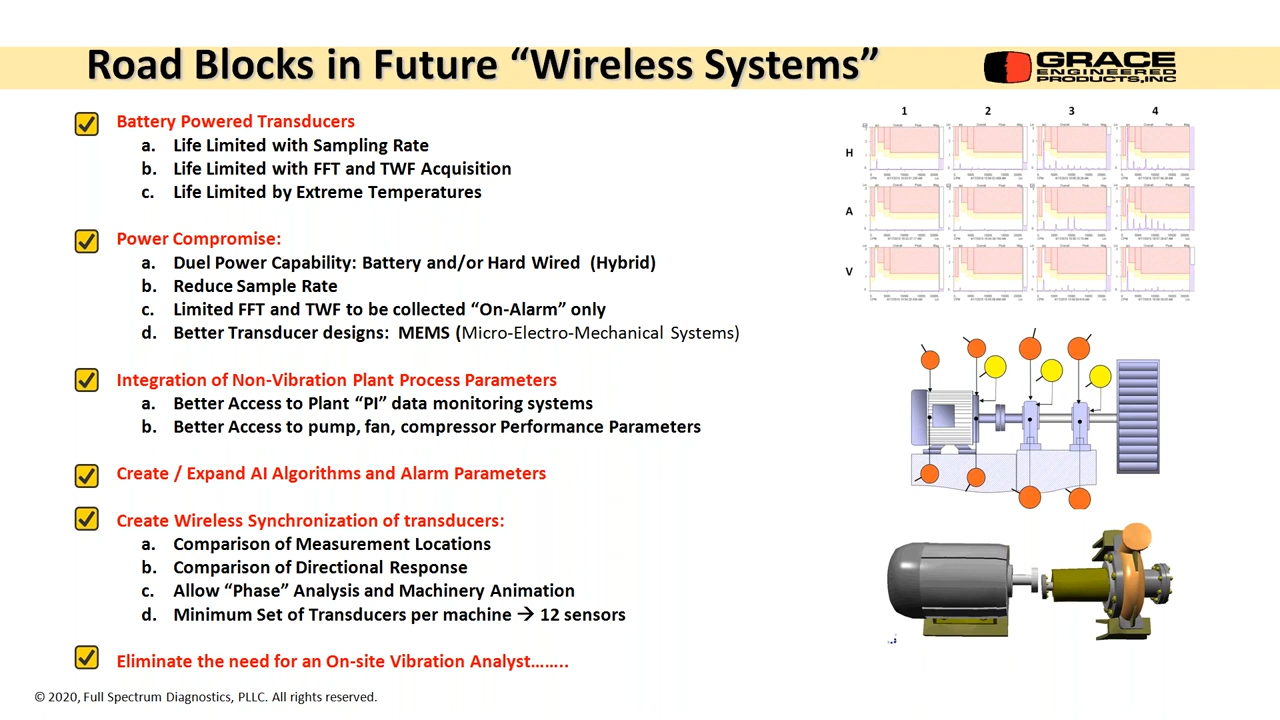 Road Blocks in Future “Wireless Systems”
GRACE
ENGINEERED
PRODUCTS, INC
Battery Powered Transducers
a. Life Limited with Sampling Rate
b. Life Limited with FFT and TWF Acquisition
c. Life Limited by Extreme Temperatures
Power Compromise:
a. Duel Power Capability: Battery and/or Hard Wired (Hybrid)
b. Reduce Sample Rate
c. Limited FFT and TWF to be collected “On-Alarm” only
d. Better Transducer designs: MEMS (Micro-Electro-Mechanical Systems)
Integration of Non-Vibration Plant Process Parameters
a. Better Access to Plant “PI” data monitoring systems
b. Better Access to pump, fan, compressor Performance Parameters
Create / Expand AI Algorithms and Alarm Parameters
Create Wireless Synchronization of transducers:
a. Comparison of Measurement Locations
b. Comparison of Directional Response
c. Allow “Phase” Analysis and Machinery Animation
d. Minimum Set of Transducers per machine → 12 sensors
Eliminate the need for an On-site Vibration Analyst……..
1 2 3 4
H
A
V
© 2020, Full Spectrum Diagnostics, PLLC. All rights reserved.